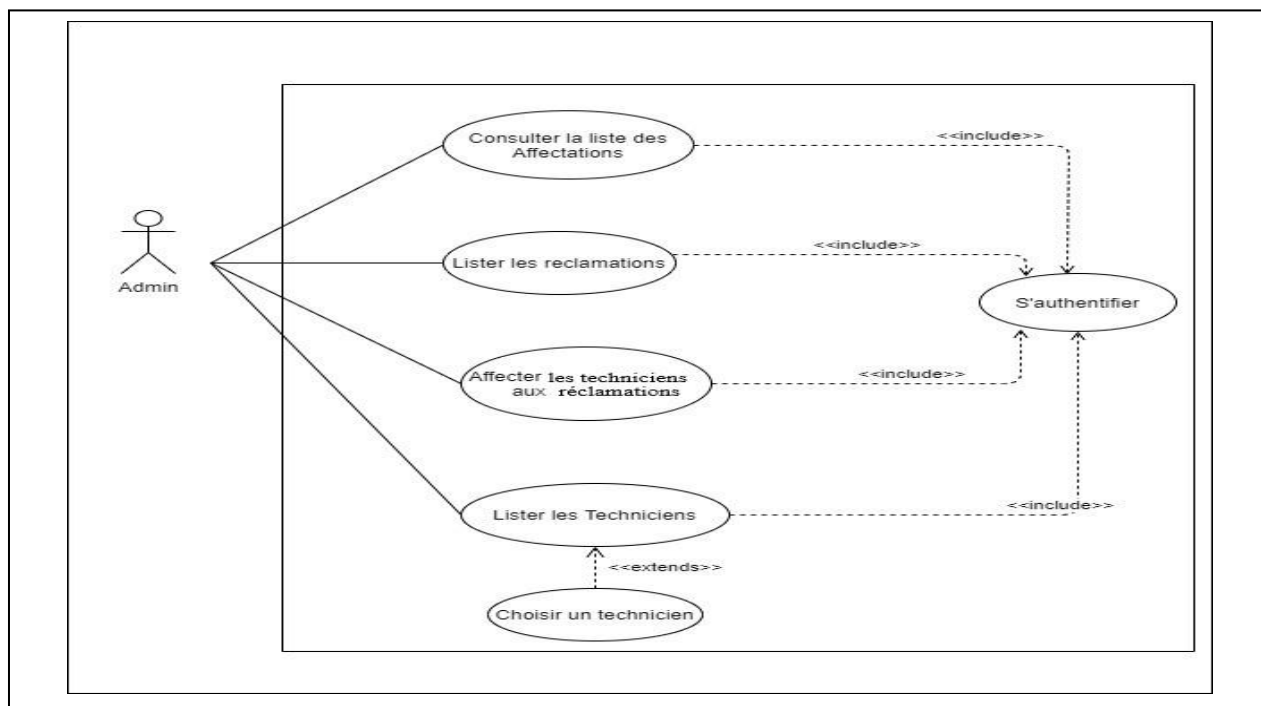 Consulter la liste des
Affectations
<<include>>
Admin
Lister les reclamations
<<include>>
S'authentifier
Affecter les techniciens
aux réclamations
<<include>>
Lister les Techniciens
<<include>>
<<extends>>
Choisir un technicien